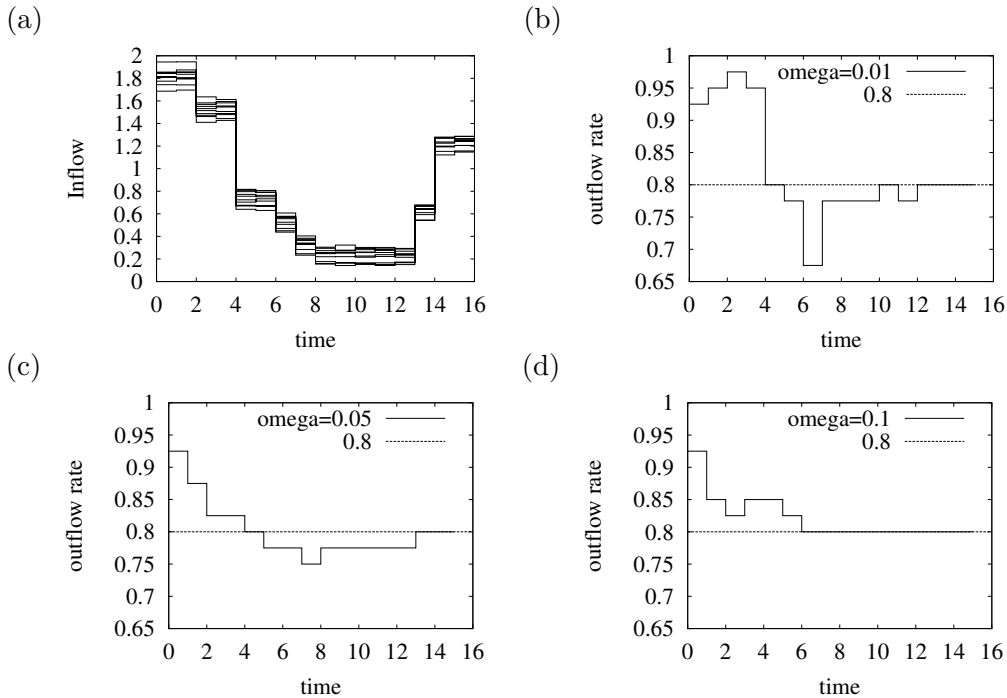 (a)
Inflow
2
1.8
1.6
1.4
1.2
1
0.8
0.6
0.4
0.2
0
0 2 4 6 8 10 12 14 16
time
(b)
outflow rate
1
0.95
0.9
0.85
0.8
0.75
0.7
0.65
omega=0.01
0.8
0 2 4 6 8 10 12 14 16
time
(c)
outflow rate
1
0.95
0.9
0.85
0.8
0.75
0.7
0.65
omega=0.05
0.8
0 2 4 6 8 10 12 14 16
time
(d)
outflow rate
1
0.95
0.9
0.85
0.8
0.75
0.7
0.65
omega=0.1
0.8
0 2 4 6 8 10 12 14 16
time